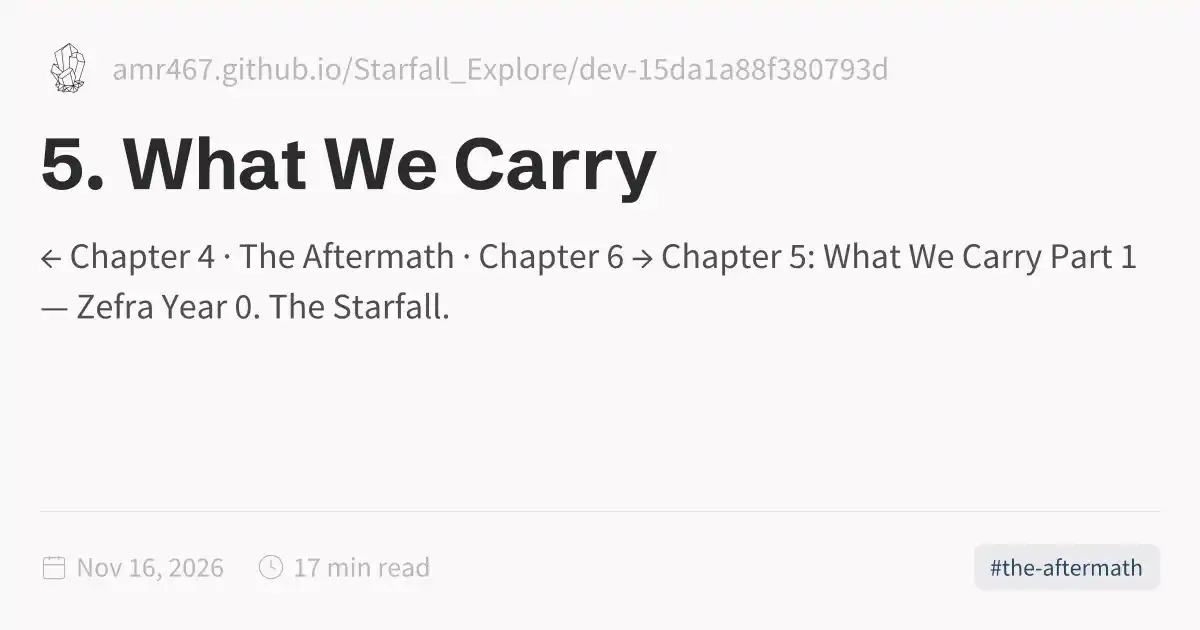 amr467.github.io/Starfall_Explore/dev-15da1a88f380793d
5. What We Carry
← Chapter 4 · The Aftermath · Chapter 6 → Chapter 5: What We Carry Part 1
— Zefra Year 0. The Starfall.
Nov 16, 2026
17 min read
#the-aftermath